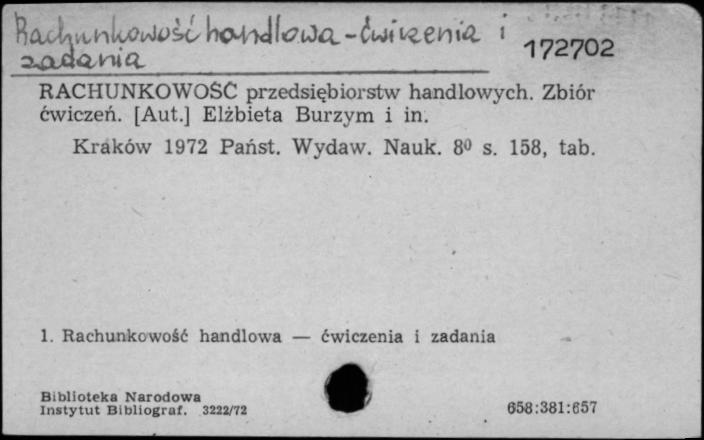 Rachunkowość handlowa - ćwiczenia i
zadania
172702
RACHUNKOWOŚĆ przedsiębiorstw handlowych. Zbiór
ćwiczeń. [Aut.] Elżbieta Burzym i in.
Kraków 1972 Państ. Wydaw. Nauk. 8⁰ s. 158, tab.
1. Rachunkowość handlowa — ćwiczenia i zadania
Biblioteka Narodowa
Instytut Bibliograf. 3222/72
658:381:657